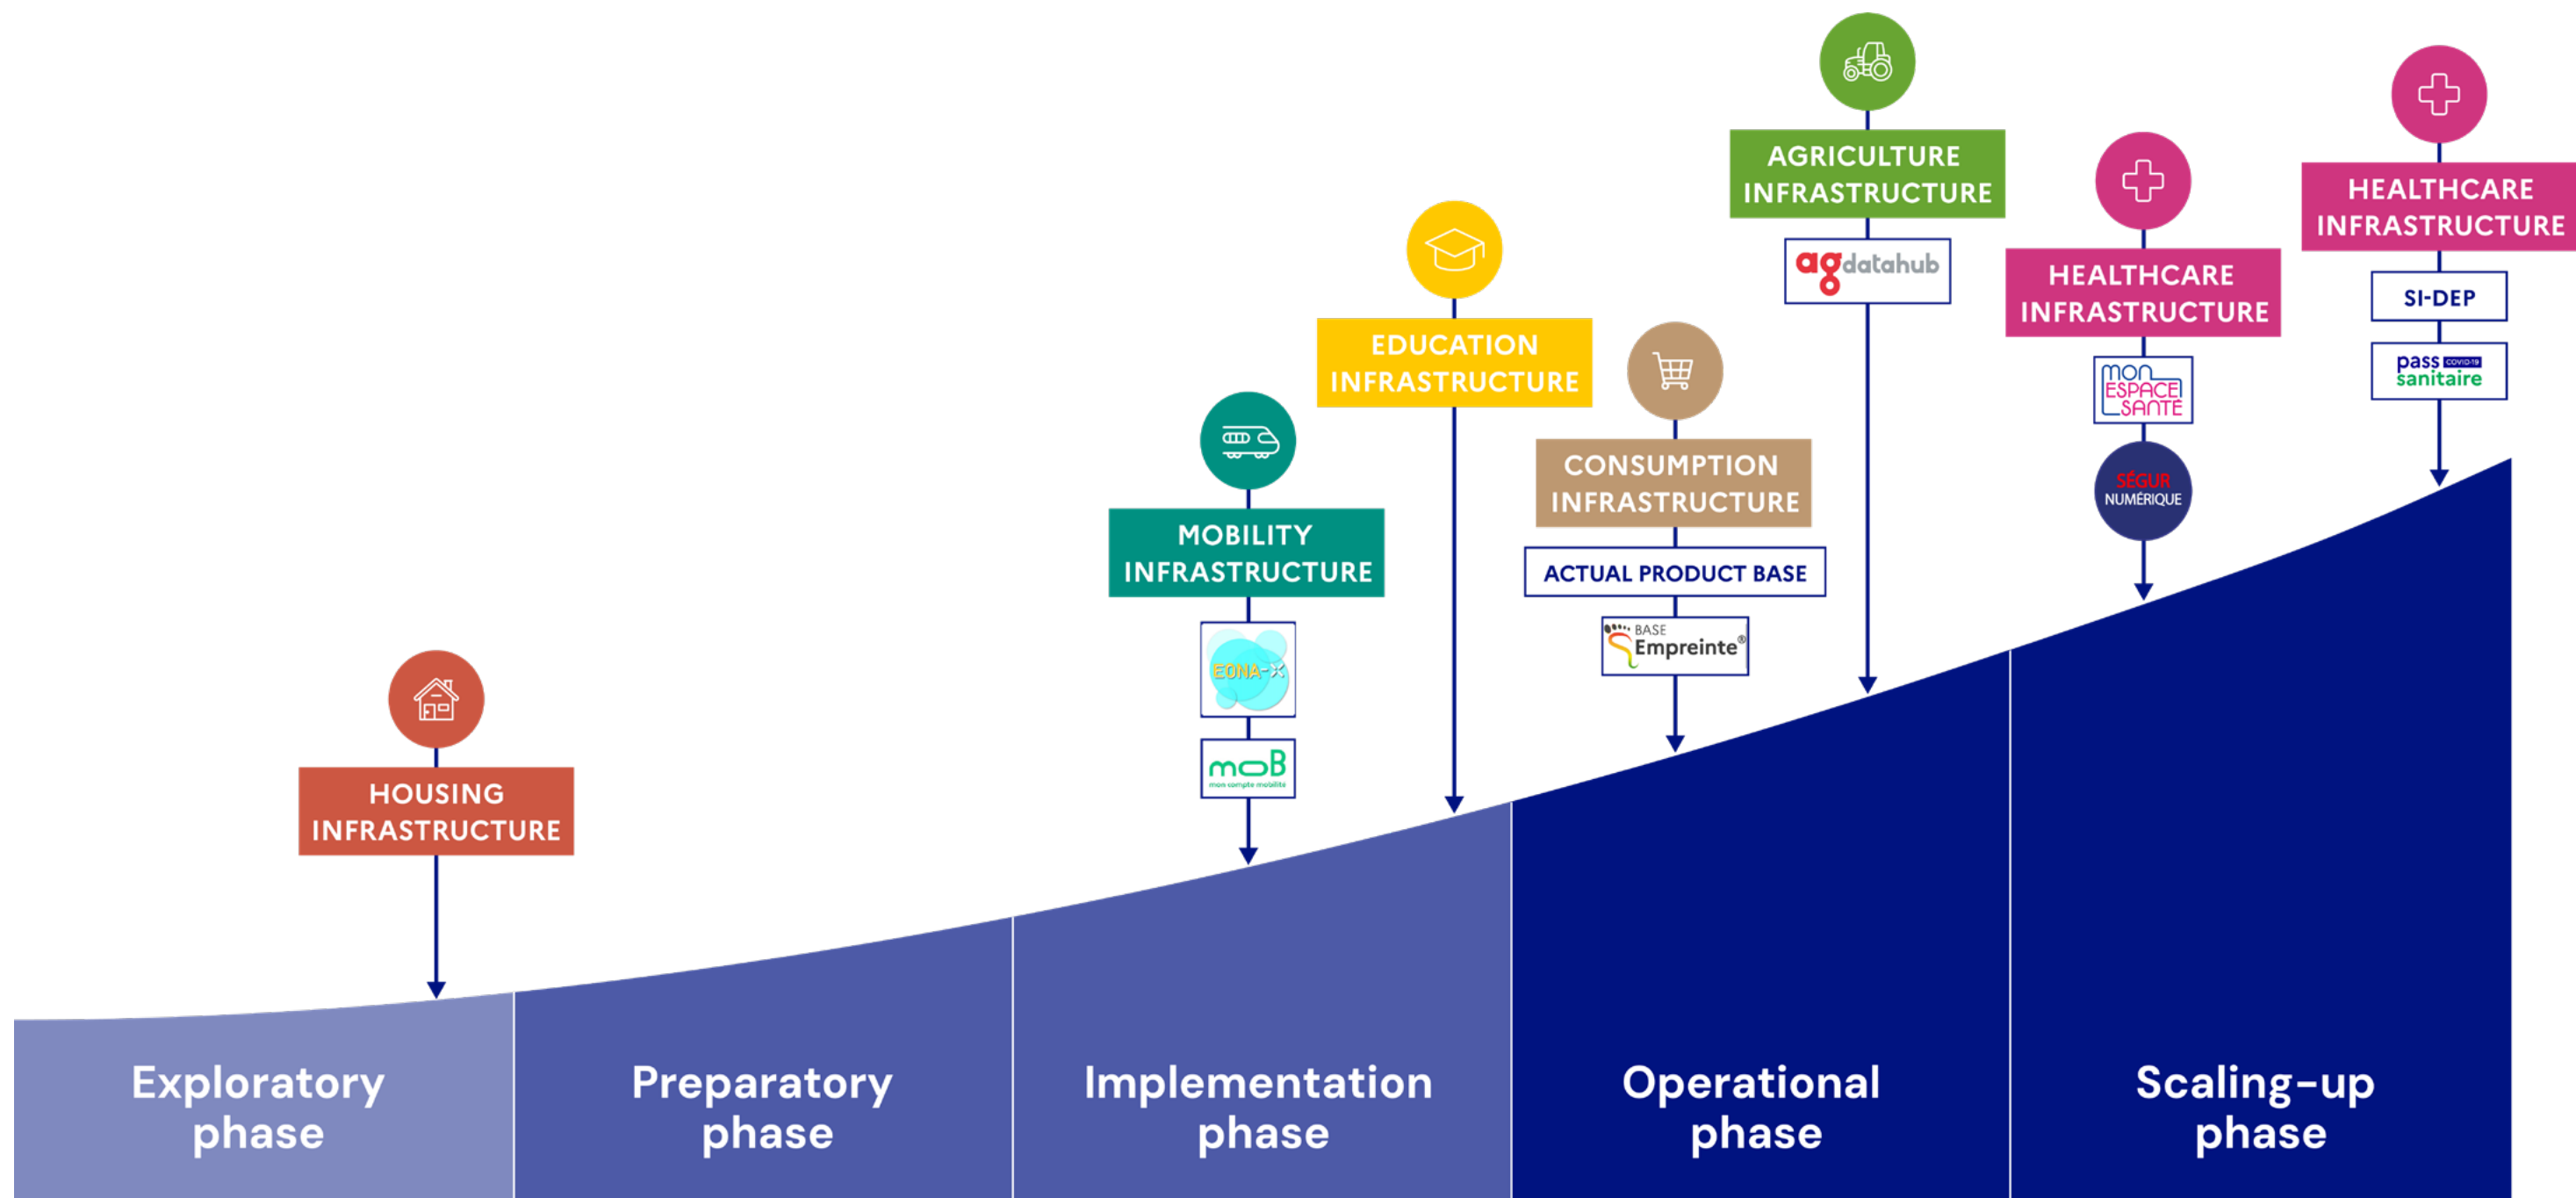 AGRICULTURE
INFRASTRUCTURE
agdatahub
HEALTHCARE
INFRASTRUCTURE
SI-DEP
pass COVID-19
sanitaire
HEALTHCARE
INFRASTRUCTURE
mon
ESPACE
SANTÉ
SÉGUR
NUMÉRIQUE
EDUCATION
INFRASTRUCTURE
CONSUMPTION
INFRASTRUCTURE
ACTUAL PRODUCT BASE
BASE
Empreinte®
MOBILITY
INFRASTRUCTURE
EONA-X
moB
mon compte mobilité
HOUSING
INFRASTRUCTURE
Exploratory
phase
Preparatory
phase
Implementation
phase
Operational
phase
Scaling-up
phase